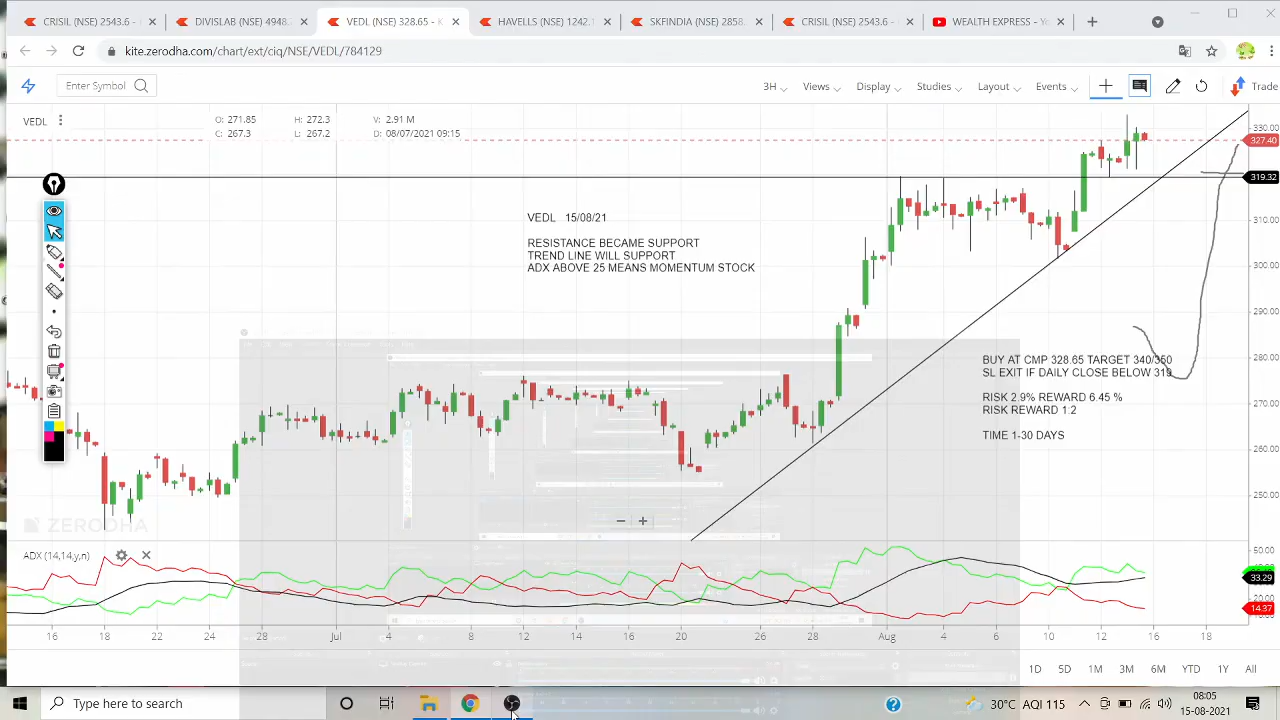 CRISIL (NSE) 2543.6 -
DIVISLAB (NSE) 4948.
VEDL (NSE) 328.65 - K
HAVELLS (NSE) 1242.1
SKFINDIA (NSE) 2858.
CRISIL (NSE) 2543.6 -
WEALTH EXPRESS - Yo
kite.zerodha.com/chart/ext/ciq/NSE/VEDL/784129
Enter Symbol
3H Views Display Studies Layout Events Trade
VEDL
O: 271.85 H: 272.3 V: 2.91 M
C: 267.3 L: 267.2 D: 08/07/2021 09:15
330.00
327.40
319.32
310.00
300.00
290.00
280.00
270.00
260.00
250.00
VEDL 15/08/21
RESISTANCE BECAME SUPPORT
TREND LINE WILL SUPPORT
ADX ABOVE 25 MEANS MOMENTUM STOCK
BUY AT CMP 328.65 TARGET 340/350
SL EXIT IF DAILY CLOSE BELOW 319
RISK 2.9% REWARD 6.45 %
RISK REWARD 1:2
TIME 1-30 DAYS
ZERODHA
ADX (14,14,y,n)
50.00
33.29
20.00
14.37
16 18 22 24 28 Jul 8 12 14 16 20 22 26 28 Aug 4 10 12 16 18
1D 5D 1M 3M 6M YTD 1Y All
Type here to search
30°C AQI 115
08:05
15-08-2021